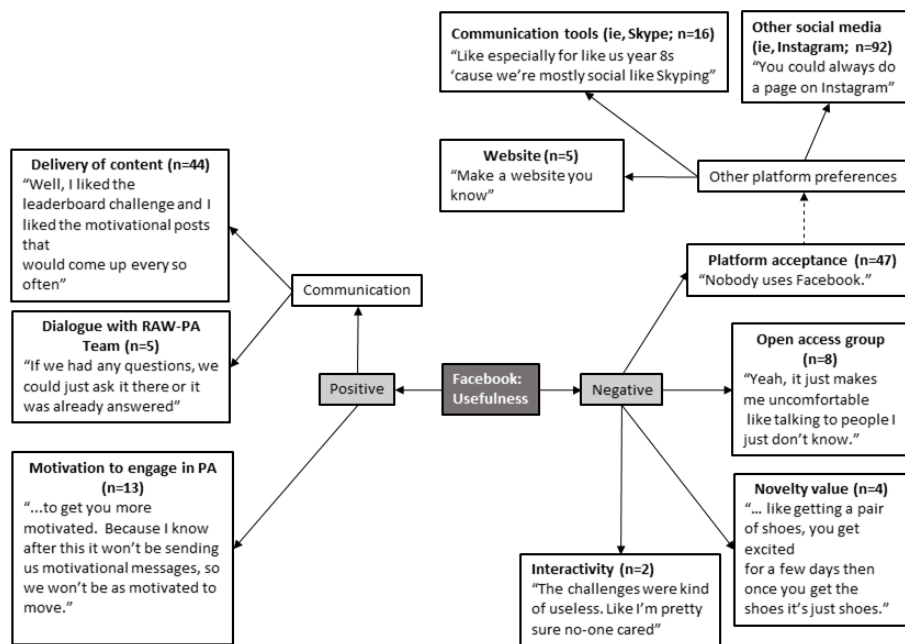 Communication tools (ie, Skype; n=16)
“Like especially for like us year 8s
‘cause we’re mostly social like Skyping”
Other social media
(ie, Instagram; n=92)
“You could always do
a page on Instagram”
Website (n=5)
“Make a website you
know”
Other platform preferences
Delivery of content (n=44)
“Well, I liked the
leaderboard challenge and I
liked the motivational posts
that
would come up every so
often”
Communication
Platform acceptance (n=47)
“Nobody uses Facebook.”
Dialogue with RAW-PA
Team (n=5)
“If we had any questions, we
could just ask it there or it
was already answered”
Positive
Facebook:
Usefulness
Negative
Open access group
(n=8)
“Yeah, it just makes
me uncomfortable
like talking to people I
just don’t know.”
Motivation to engage in PA
(n=13)
“...to get you more
motivated. Because I know
after this it won’t be sending
us motivational messages, so
we won’t be as motivated to
move.”
Novelty value (n=4)
“… like getting a pair
of shoes, you get
excited
for a few days then
once you get the
shoes it’s just shoes.”
Interactivity (n=2)
“The challenges were kind
of useless. Like I’m pretty
sure no-one cared”